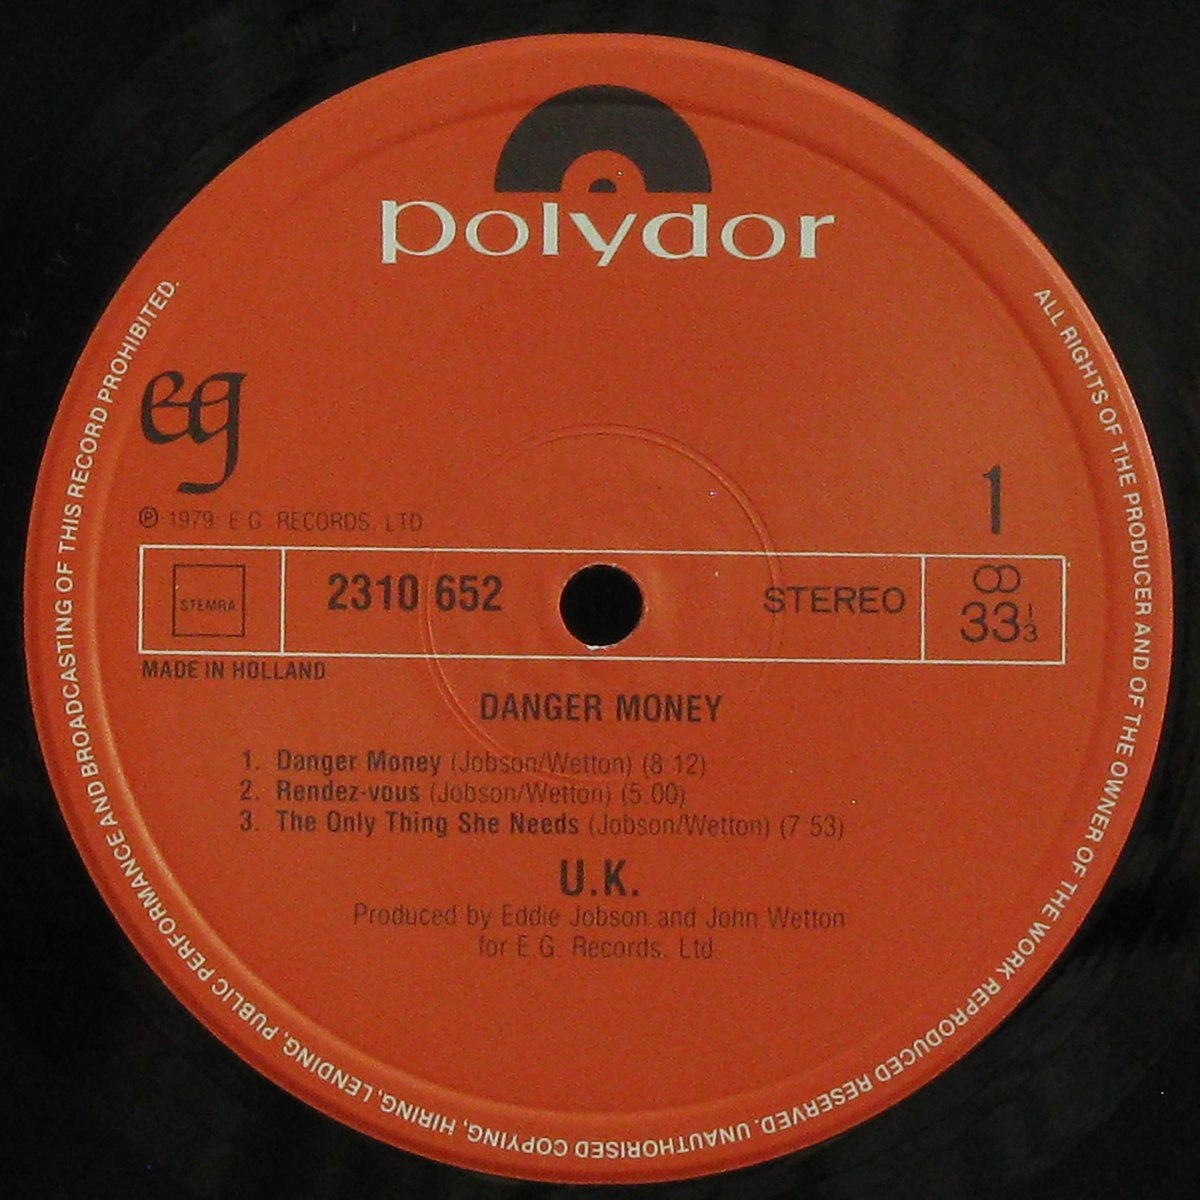 polydor
eg
℗ 1979 E.G. RECORDS. LTD
1
STEMRA
2310 652
STEREO
33 1/3
MADE IN HOLLAND
DANGER MONEY
1. Danger Money (Jobson/Wetton) (8:12)
2. Rendez-vous (Jobson/Wetton) (5:00)
3. The Only Thing She Needs (Jobson/Wetton) (7:53)
U.K.
Produced by Eddie Jobson and John Wetton
for E.G. Records. Ltd.
ALL RIGHTS OF THE PRODUCER AND OF THE OWNER OF THE WORK REPRODUCED RESERVED. UNAUTHORISED COPYING, HIRING, LENDING, PUBLIC PERFORMANCE AND BROADCASTING OF THIS RECORD PROHIBITED.